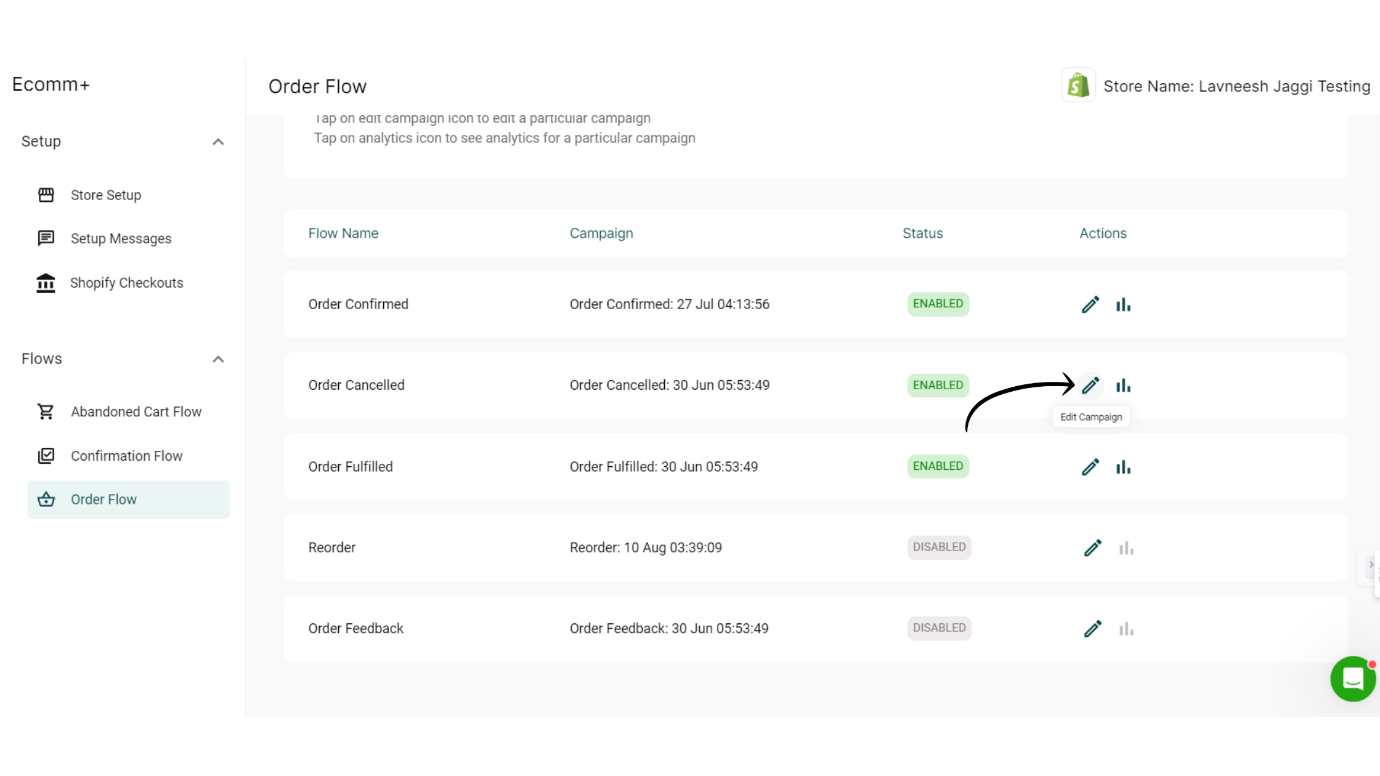 Ecomm+
Order Flow
Store Name: Lavneesh Jaggi Testing
Setup
Store Setup
Setup Messages
Shopify Checkouts
Flows
Abandoned Cart Flow
Confirmation Flow
Order Flow
Tap on edit campaign icon to edit a particular campaign
Tap on analytics icon to see analytics for a particular campaign
Flow Name Campaign Status Actions
Order Confirmed Order Confirmed: 27 Jul 04:13:56 ENABLED
Order Cancelled Order Cancelled: 30 Jun 05:53:49 ENABLED
Edit Campaign
Order Fulfilled Order Fulfilled: 30 Jun 05:53:49 ENABLED
Reorder Reorder: 10 Aug 03:39:09 DISABLED
Order Feedback Order Feedback: 30 Jun 05:53:49 DISABLED